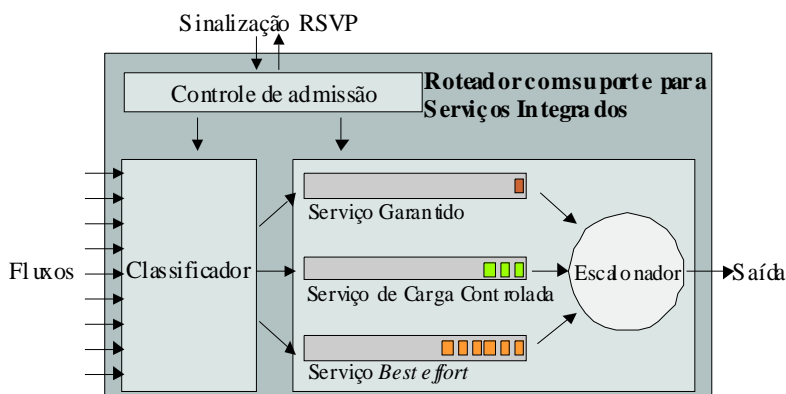 Sinalização RSVP
Controle de admissão
Roteador com suporte para
Serviços Integrados
Serviço Garantido
Fluxos
Classificador
Serviço de Carga Controlada
Escalonador
Saída
Serviço Best effort